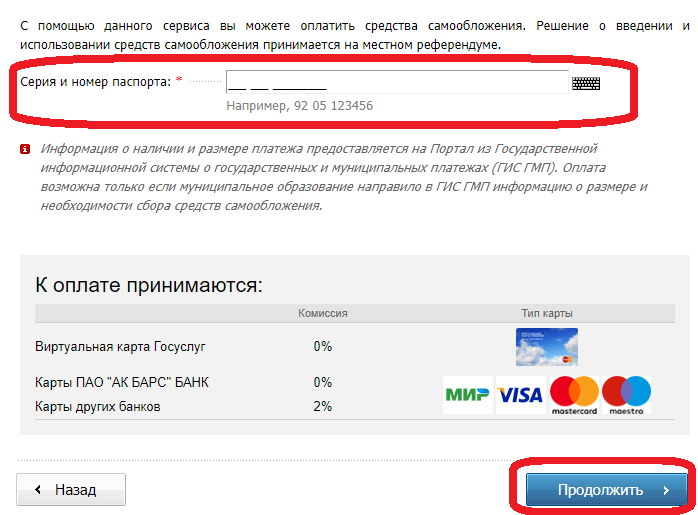 С помощью данного сервиса вы можете оплатить средства самообложения. Решение о введении и
использовании средств самообложения принимается на местном референдуме.
Серия и номер паспорта: * __ __ ______
Например, 92 05 123456
Информация о наличии и размере платежа предоставляется на Портал из Государственной
информационной системы о государственных и муниципальных платежах (ГИС ГМП). Оплата
возможна только если муниципальное образование направило в ГИС ГМП информацию о размере и
необходимости сбора средств самообложения.
К оплате принимаются:
Комиссия Тип карты
Виртуальная карта Госуслуг 0%
Карты ПАО "АК БАРС" БАНК 0%
Карты других банков 2%
МИР VISA mastercard maestro
Назад
Продолжить